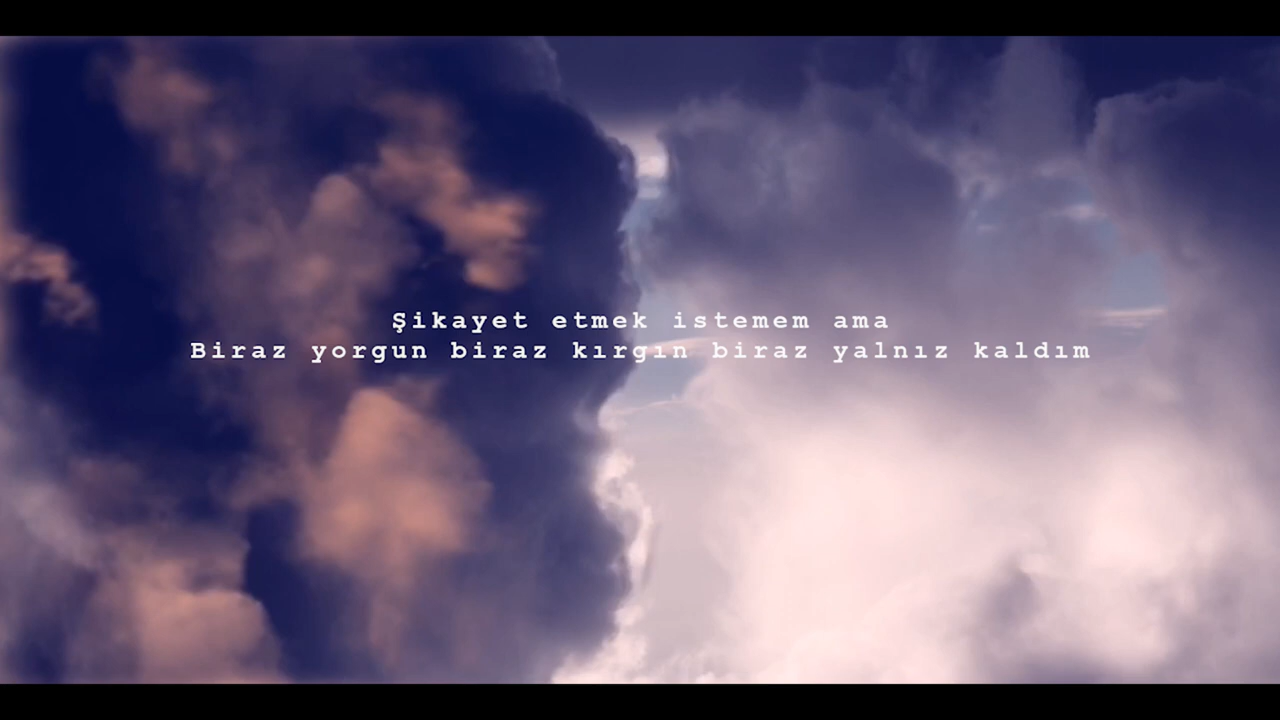 Şikayet etmek istemem ama
Biraz yorgun biraz kırgın biraz yalnız kaldım